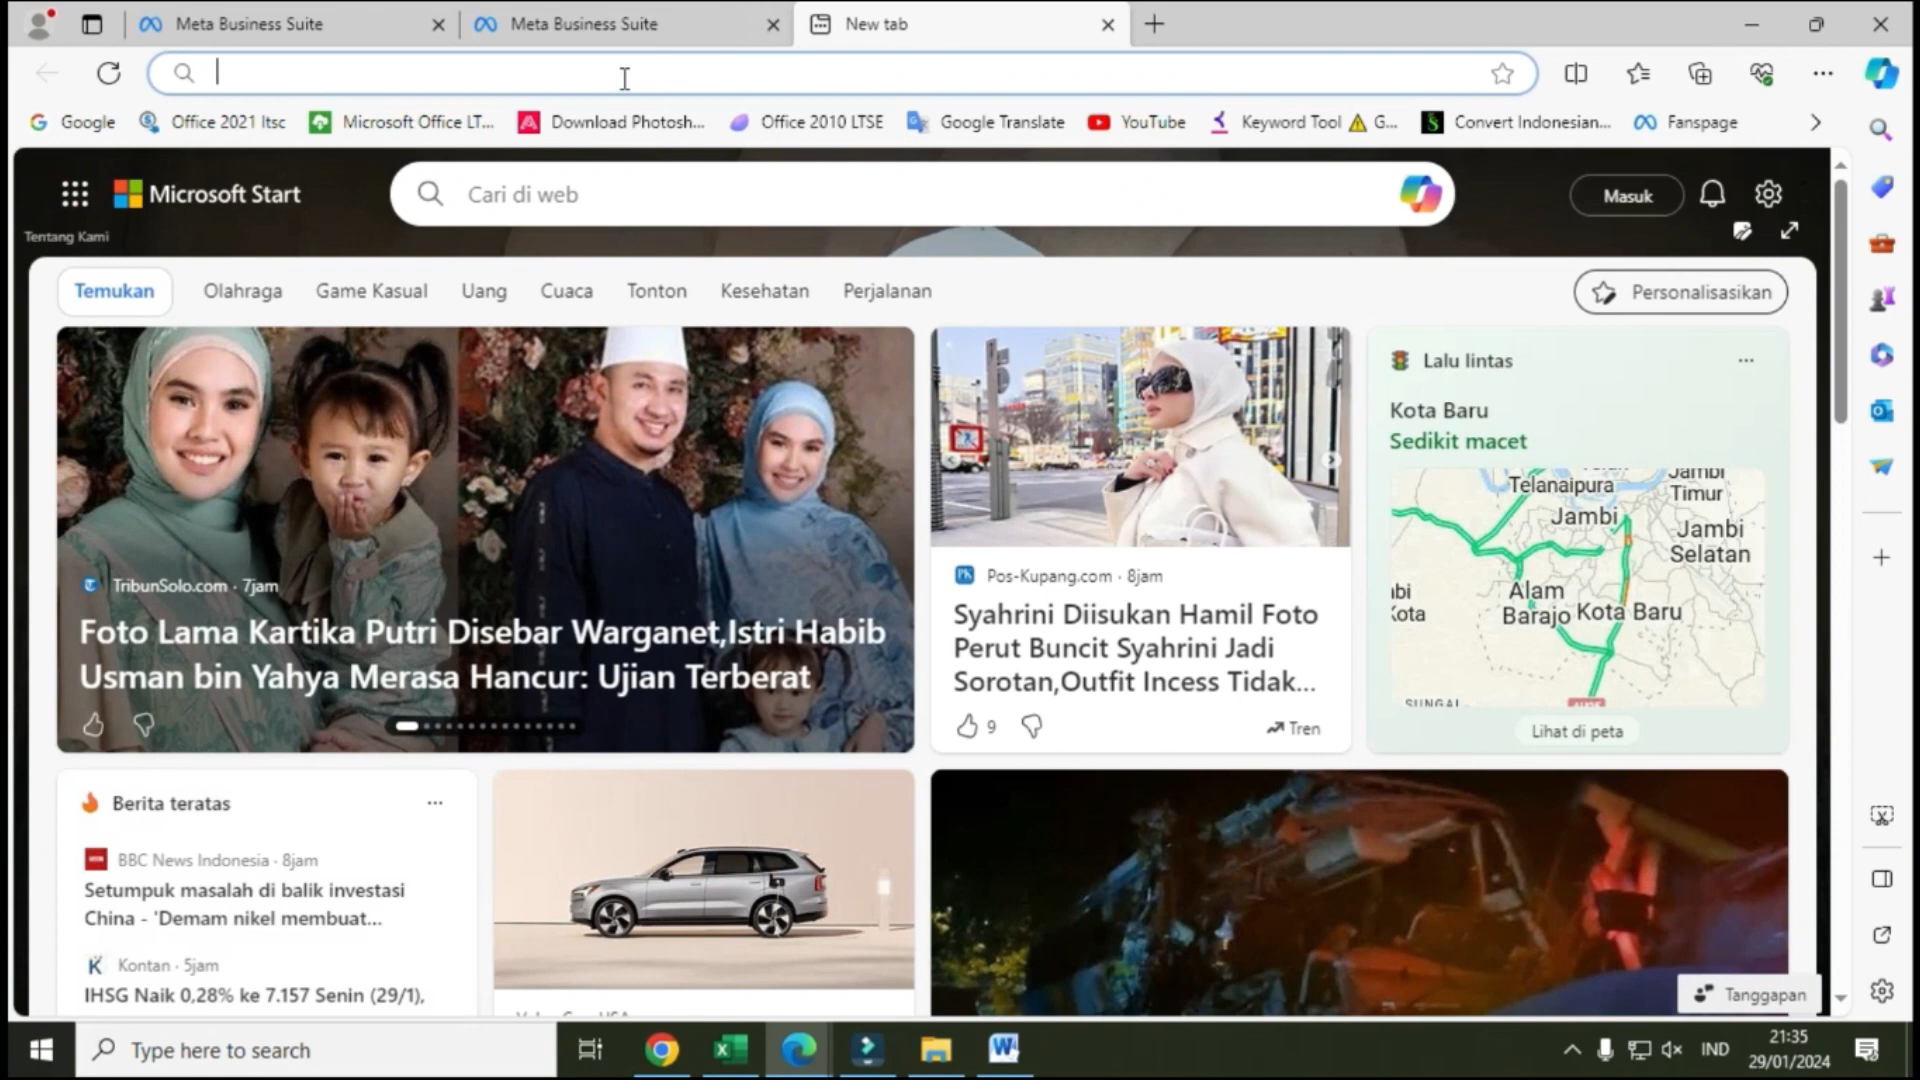 Meta Business Suite
Meta Business Suite
New tab
Google
Office 2021 ltsc
Microsoft Office LT...
Download Photosh...
Office 2010 LTSE
Google Translate
YouTube
Keyword Tool ⚠ G...
Convert Indonesian...
Fanspage
Microsoft Start
Cari di web
Masuk
Tentang Kami
Temukan
Olahraga
Game Kasual
Uang
Cuaca
Tonton
Kesehatan
Perjalanan
Personalisasikan
TribunSolo.com · 7jam
Foto Lama Kartika Putri Disebar Warganet,Istri Habib
Usman bin Yahya Merasa Hancur: Ujian Terberat
Pos-Kupang.com · 8jam
Syahrini Diisukan Hamil Foto
Perut Buncit Syahrini Jadi
Sorotan,Outfit Incess Tidak...
9
Tren
Lalu lintas
Kota Baru
Sedikit macet
Telanaipura
Jambi
Timur
Jambi
Jambi
Selatan
Alam
Barajo
Kota Baru
Kota
Lihat di peta
Berita teratas
BBC News Indonesia · 8jam
Setumpuk masalah di balik investasi
China - 'Demam nikel membuat...
Kontan · 5jam
IHSG Naik 0,28% ke 7.157 Senin (29/1),
Tanggapan
Type here to search
IND
21:35
29/01/2024